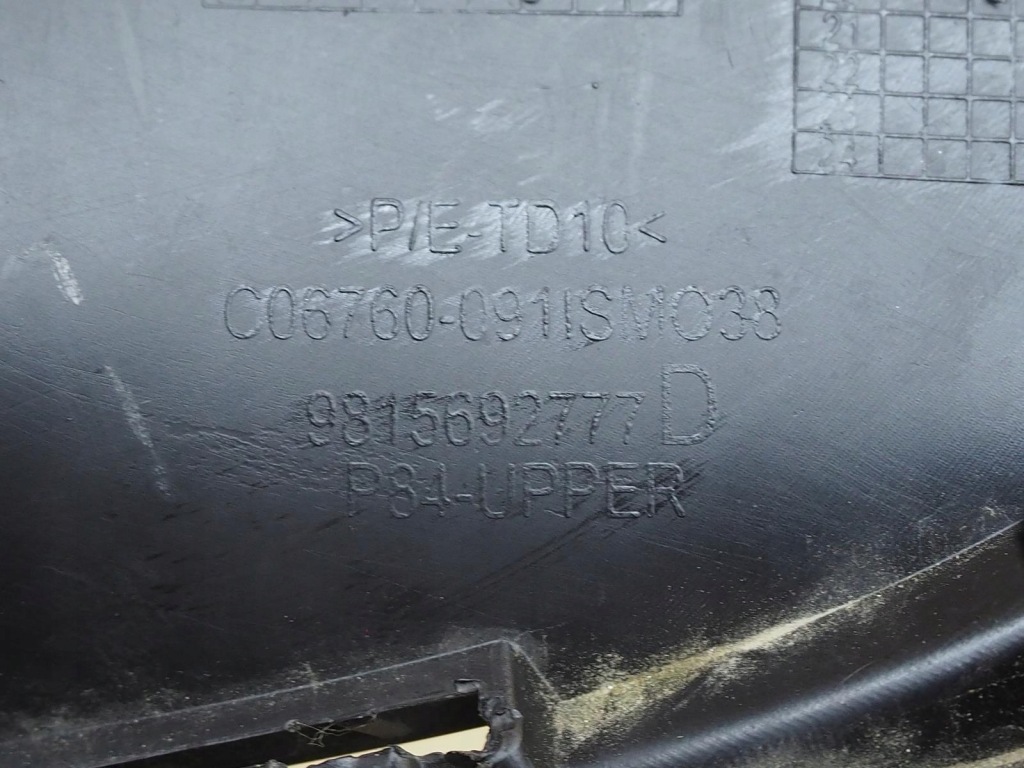 >P/E-TD10<
C06760-091ISMO38
9815692777 D
P84-UPPER